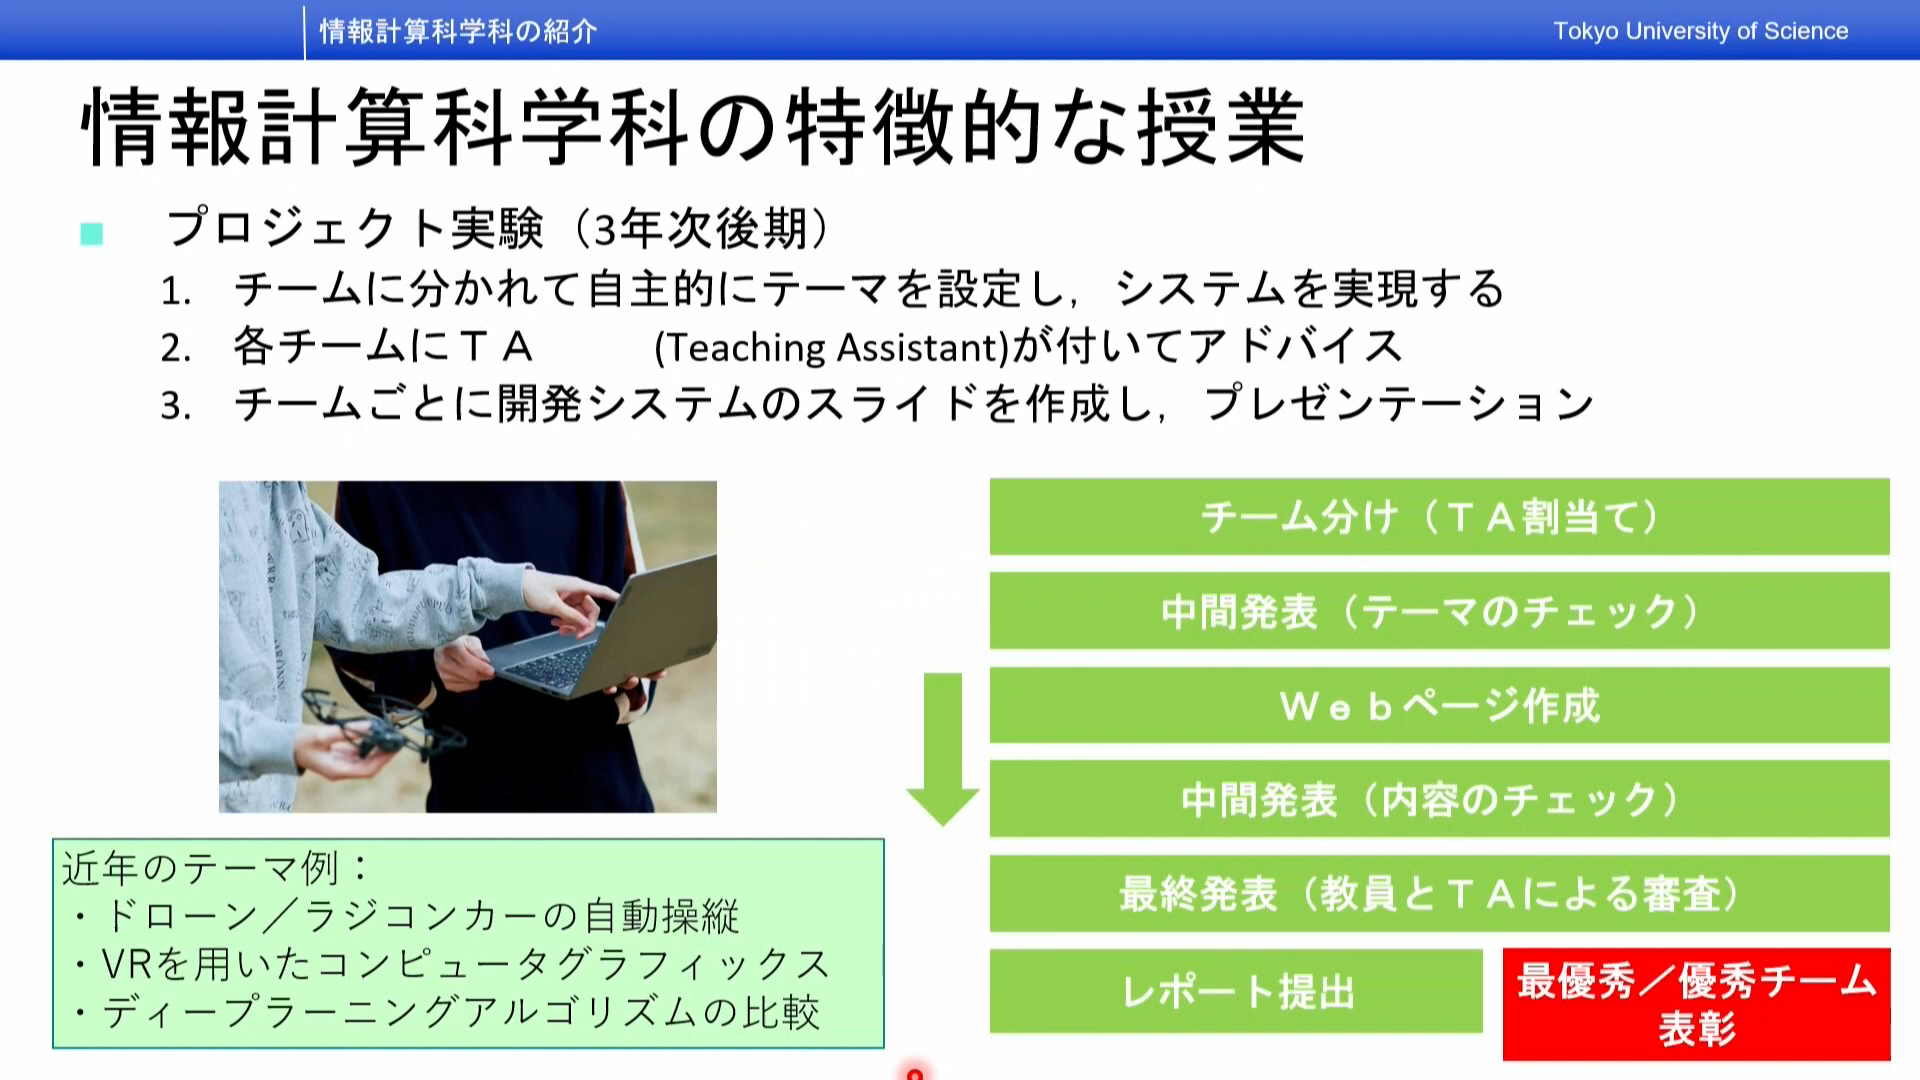 情報計算科学科の紹介
Tokyo University of Science
情報計算科学科の特徴的な授業
プロジェクト実験（3年次後期）
1. チームに分かれて自主的にテーマを設定し，システムを実現する
2. 各チームにＴＡ (Teaching Assistant)が付いてアドバイス
3. チームごとに開発システムのスライドを作成し，プレゼンテーション
チーム分け（ＴＡ割当て）
中間発表（テーマのチェック）
Ｗｅｂページ作成
中間発表（内容のチェック）
最終発表（教員とＴＡによる審査）
レポート提出
最優秀／優秀チーム
表彰
近年のテーマ例：
・ドローン／ラジコンカーの自動操縦
・VRを用いたコンピュータグラフィックス
・ディープラーニングアルゴリズムの比較